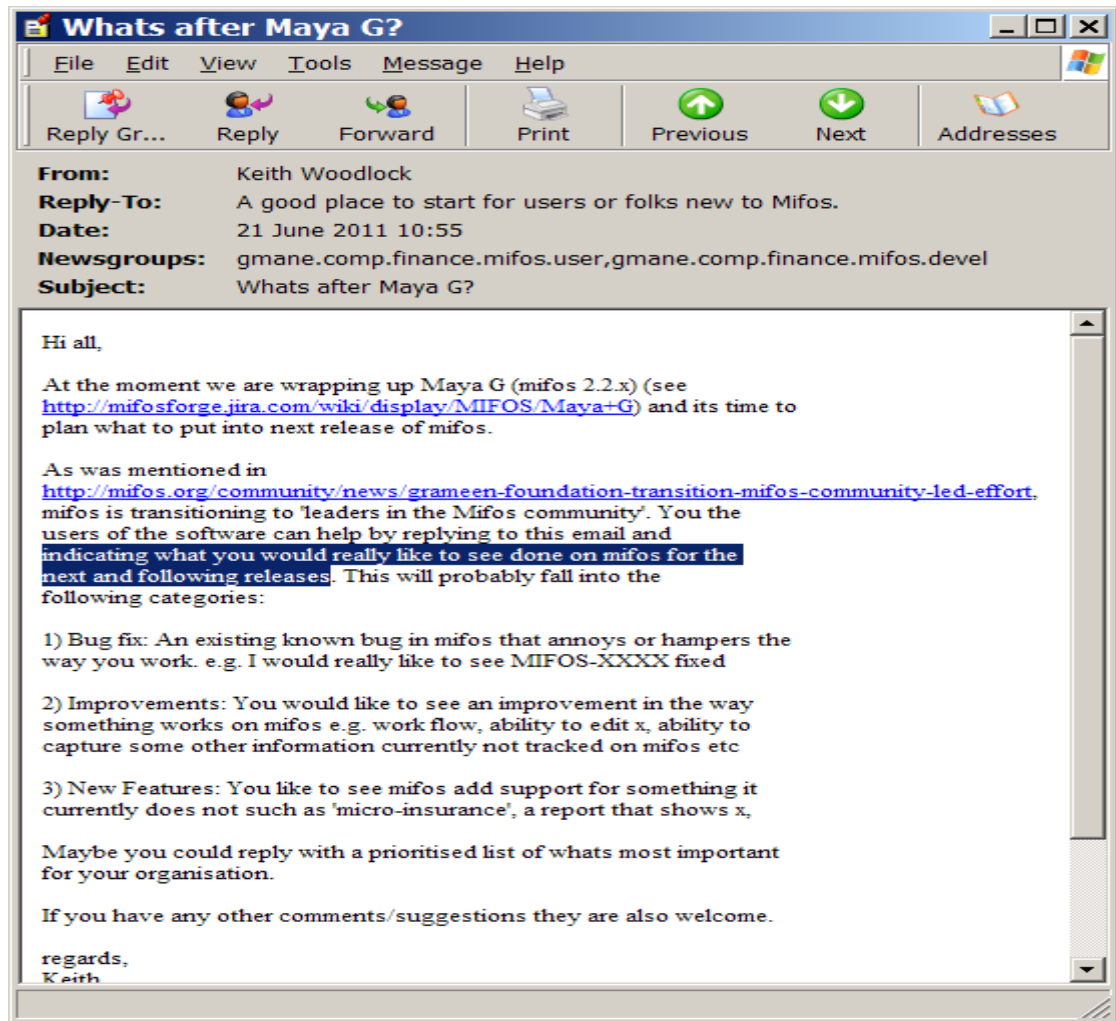 Whats after Maya G?
File Edit View Tools Message Help
Reply Gr... Reply Forward Print Previous Next Addresses
From: Keith Woodlock
Reply-To: A good place to start for users or folks new to Mifos.
Date: 21 June 2011 10:55
Newsgroups: gmane.comp.finance.mifos.user,gmane.comp.finance.mifos.devel
Subject: Whats after Maya G?
Hi all,
At the moment we are wrapping up Maya G (mifos 2.2.x) (see
http://mifosforge.jira.com/wiki/display/MIFOS/Maya+G) and its time to
plan what to put into next release of mifos.
As was mentioned in
http://mifos.org/community/news/grameen-foundation-transition-mifos-community-led-effort,
mifos is transitioning to 'leaders in the Mifos community'. You the
users of the software can help by replying to this email and
indicating what you would really like to see done on mifos for the
next and following releases. This will probably fall into the
following categories:
1) Bug fix: An existing known bug in mifos that annoys or hampers the
way you work. e.g. I would really like to see MIFOS-XXXX fixed
2) Improvements: You would like to see an improvement in the way
something works on mifos e.g. work flow, ability to edit x, ability to
capture some other information currently not tracked on mifos etc
3) New Features: You like to see mifos add support for something it
currently does not such as 'micro-insurance', a report that shows x,
Maybe you could reply with a prioritised list of whats most important
for your organisation.
If you have any other comments/suggestions they are also welcome.
regards,
Keith